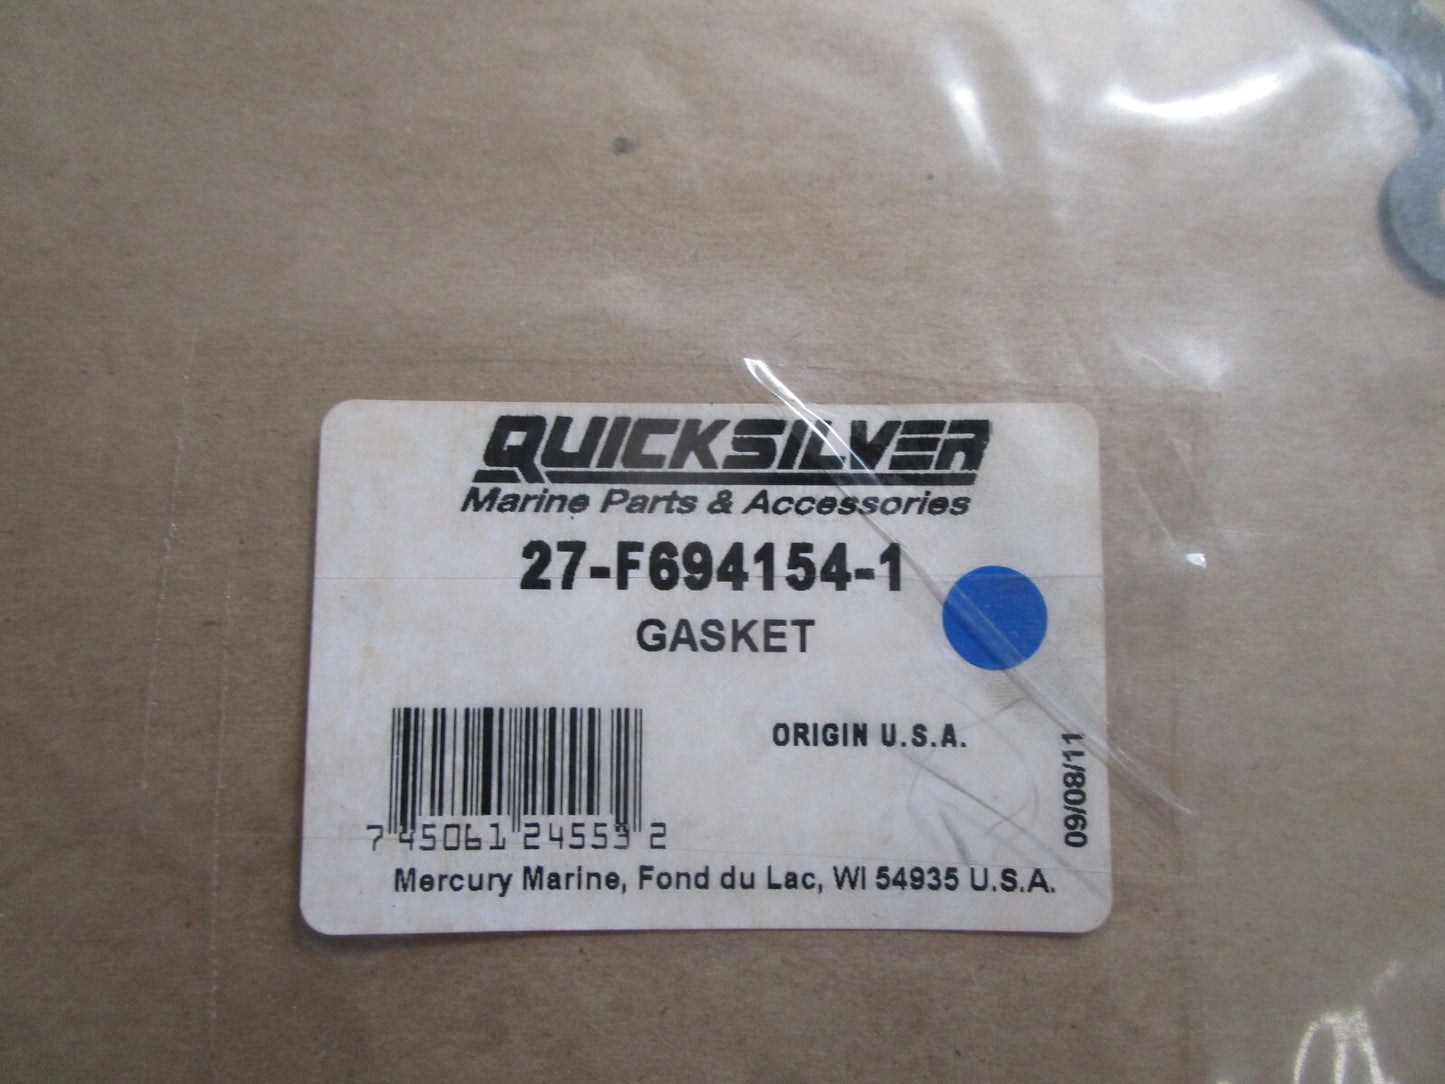 QUICKSILVER
Marine Parts & Accessories
27-F694154-1
GASKET
ORIGIN U.S.A.
09/08/11
7 45061 24553 2
Mercury Marine, Fond du Lac, WI 54935 U.S.A.